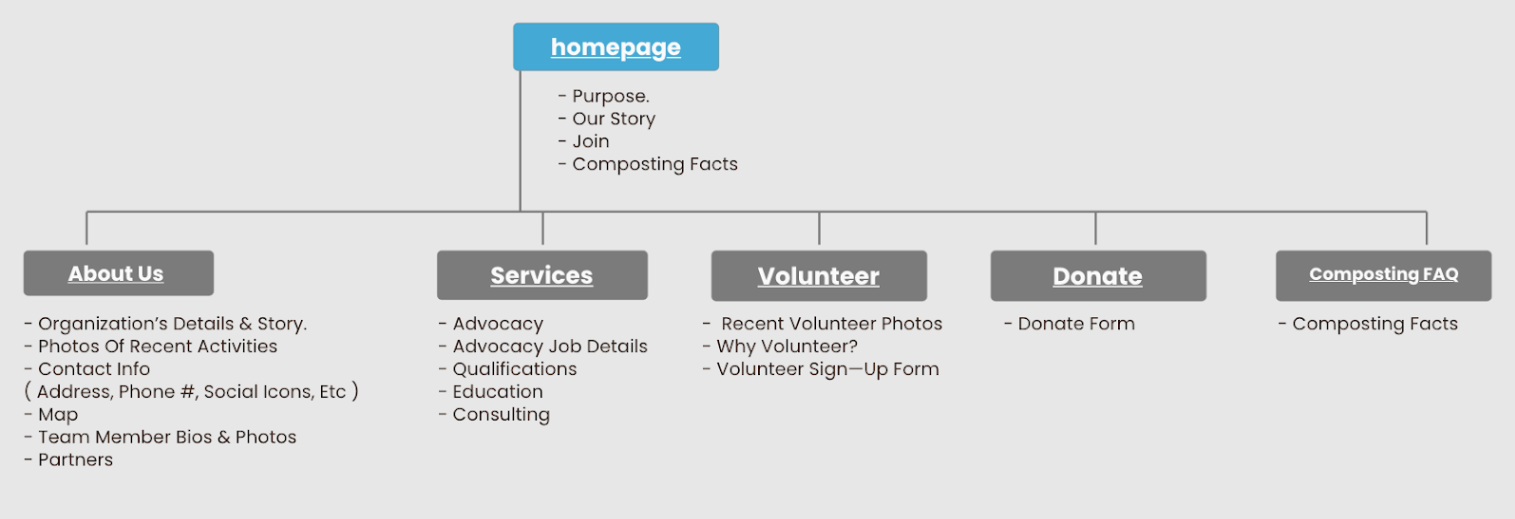 homepage
- Purpose.
- Our Story
- Join
- Composting Facts
About Us
- Organization’s Details & Story.
- Photos Of Recent Activities
- Contact Info
( Address, Phone #, Social Icons, Etc )
- Map
- Team Member Bios & Photos
- Partners
Services
- Advocacy
- Advocacy Job Details
- Qualifications
- Education
- Consulting
Volunteer
- Recent Volunteer Photos
- Why Volunteer?
- Volunteer Sign—Up Form
Donate
- Donate Form
Composting FAQ
- Composting Facts